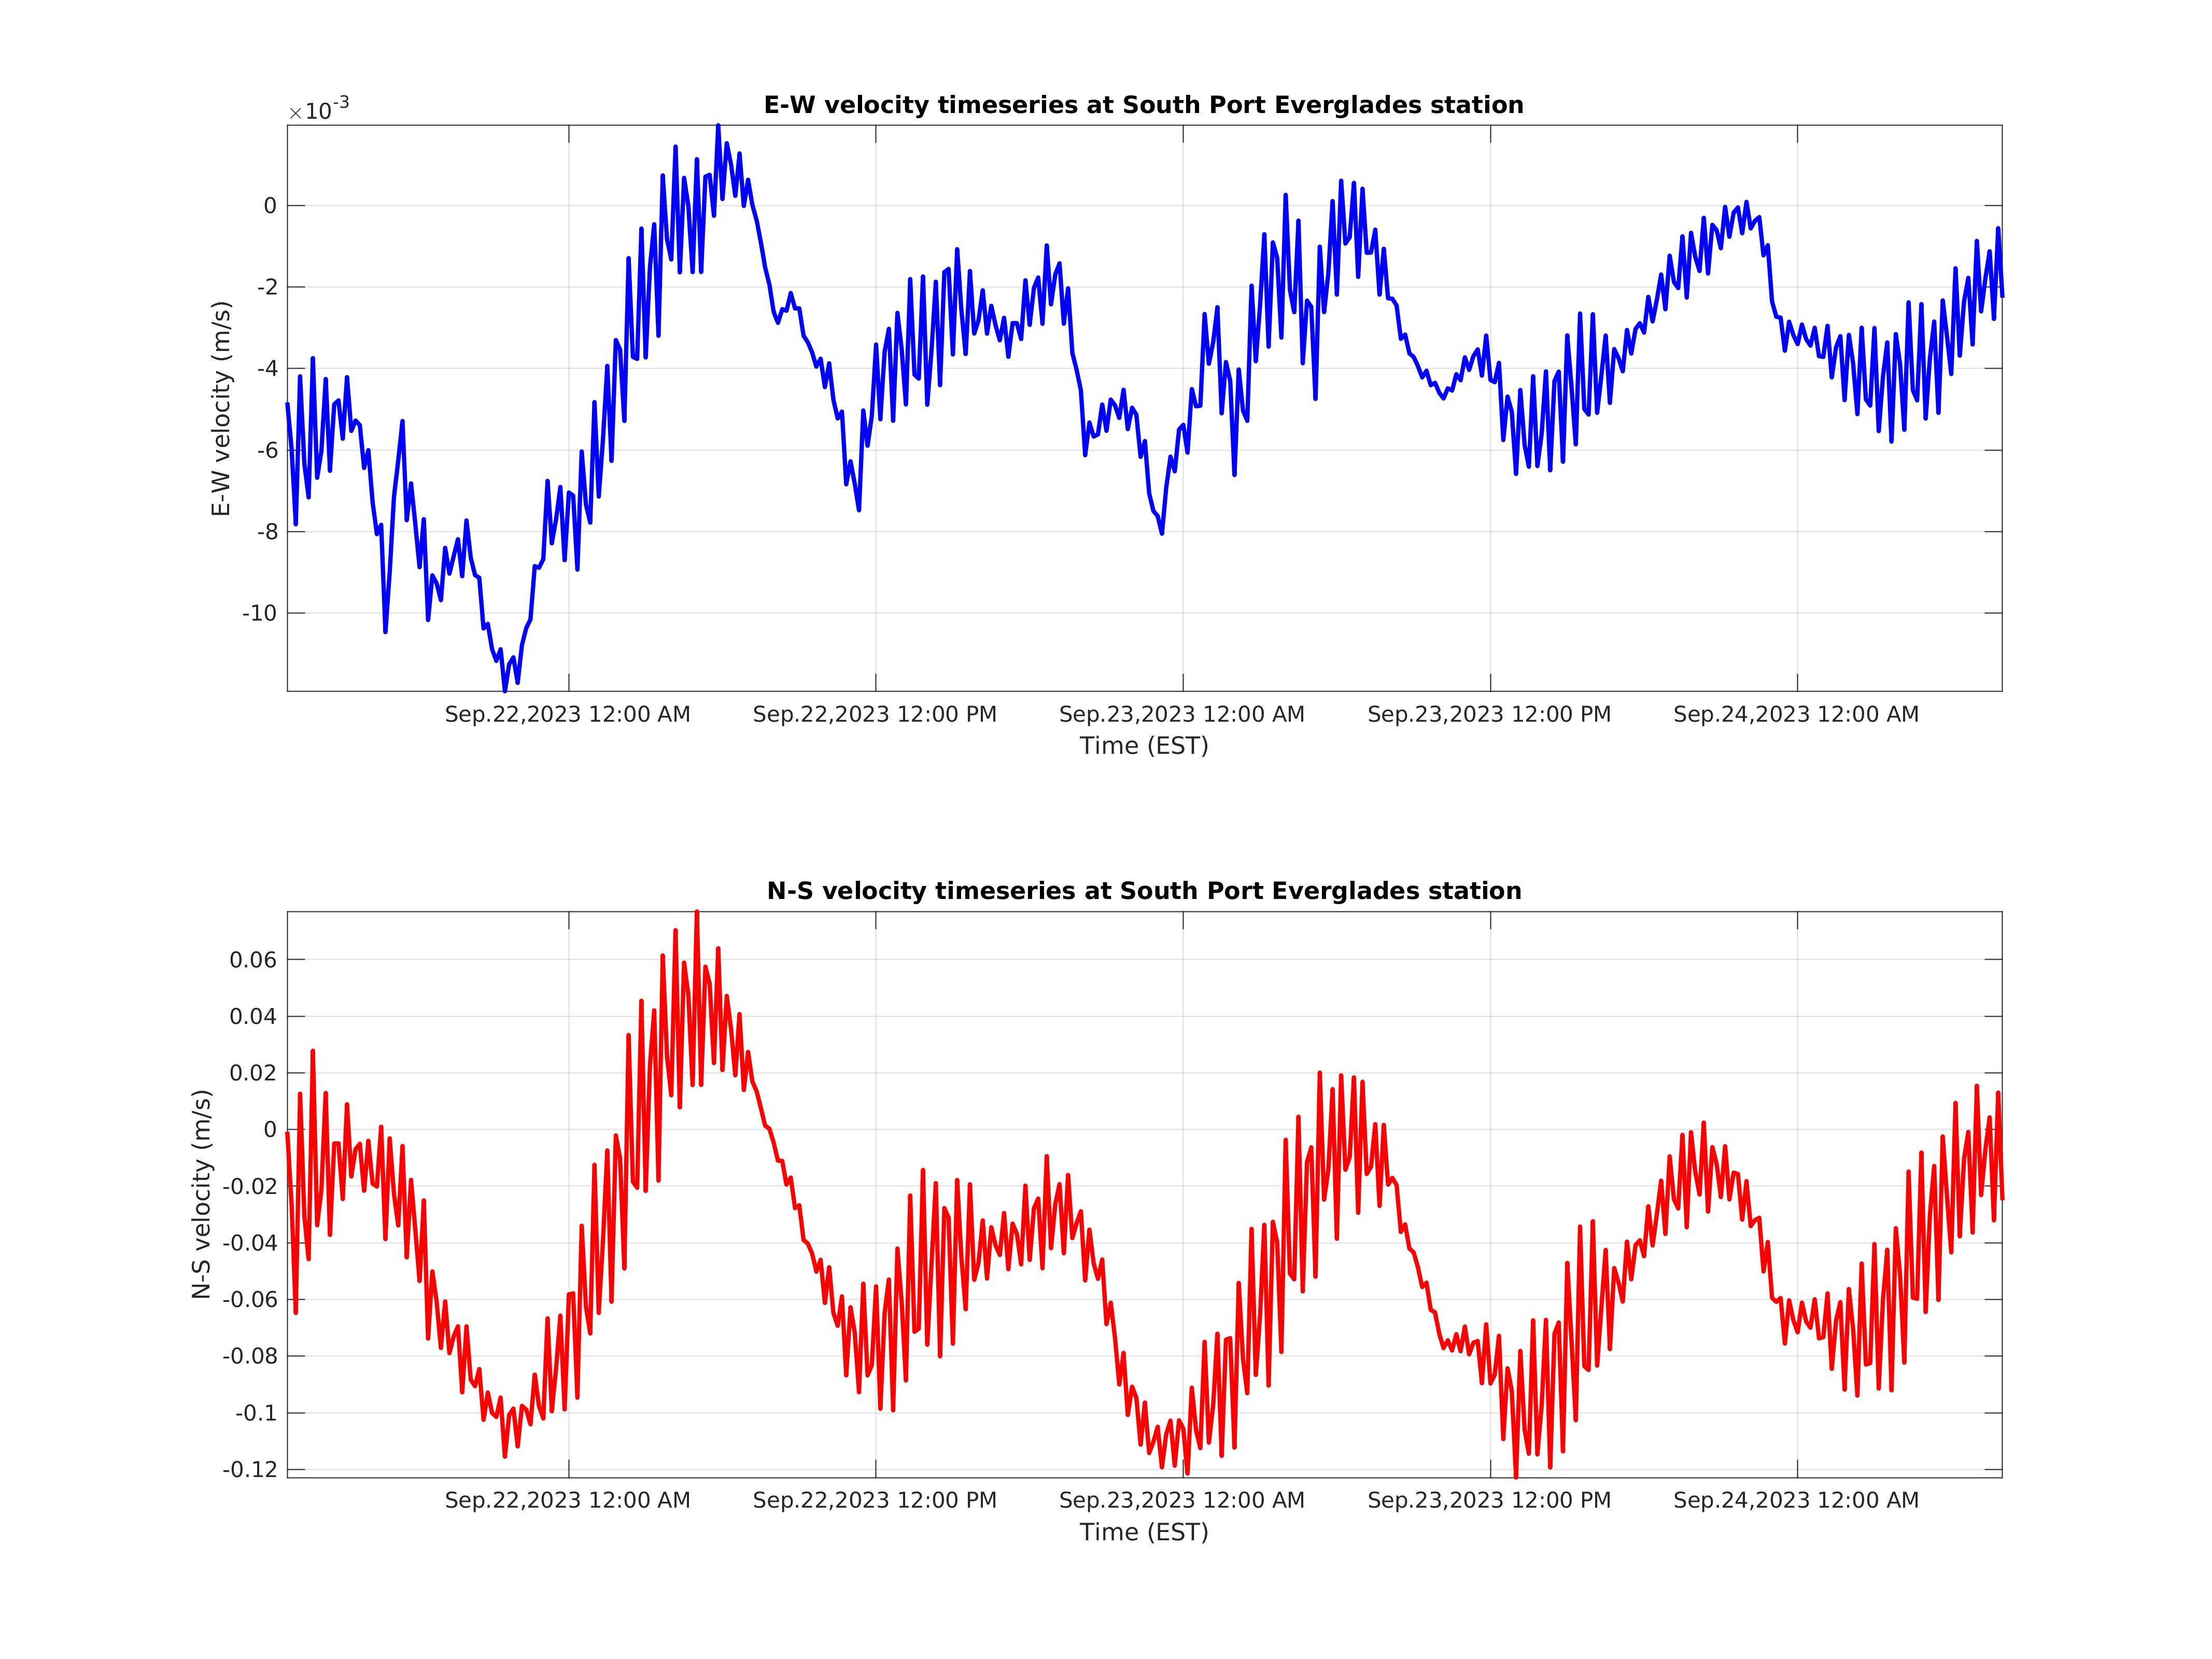 E-W velocity timeseries at South Port Everglades station
×10-3
0
-2
-4
-6
-8
-10
E-W velocity (m/s)
Sep.22,2023 12:00 AM Sep.22,2023 12:00 PM Sep.23,2023 12:00 AM Sep.23,2023 12:00 PM Sep.24,2023 12:00 AM
Time (EST)
N-S velocity timeseries at South Port Everglades station
0.06
0.04
0.02
0
-0.02
-0.04
-0.06
-0.08
-0.1
-0.12
N-S velocity (m/s)
Sep.22,2023 12:00 AM Sep.22,2023 12:00 PM Sep.23,2023 12:00 AM Sep.23,2023 12:00 PM Sep.24,2023 12:00 AM
Time (EST)